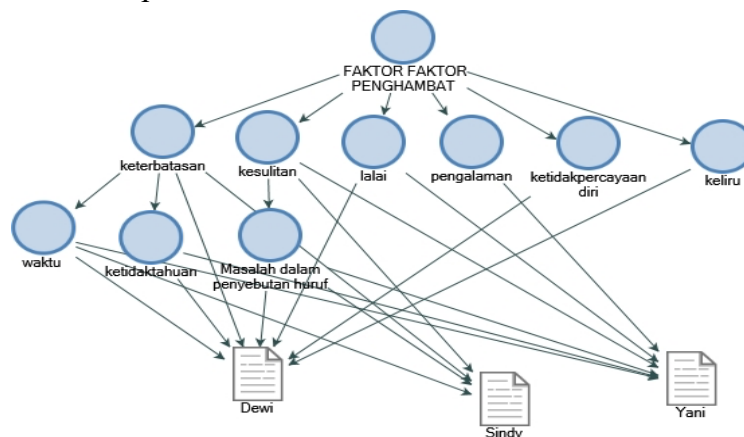 FAKTOR FAKTOR
PENGHAMBAT
keterbatasan
kesulitan
lalai
pengalaman
ketidakpercayaan
diri
keliru
waktu
ketidaktahuan
Masalah dalam
penyebutan huruf
Dewi
Sindy
Yani